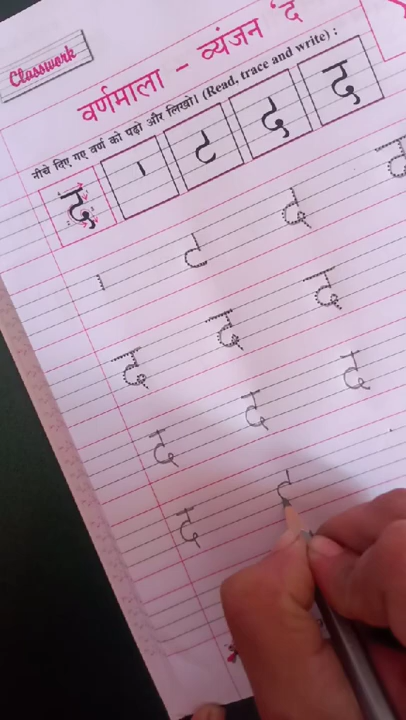 Classwork
वर्णमाला – व्यंजन 'द'
नीचे दिए गए वर्ण को पढ़ो और लिखो। (Read, trace and write) :
द द
द
द द द
द द द
द